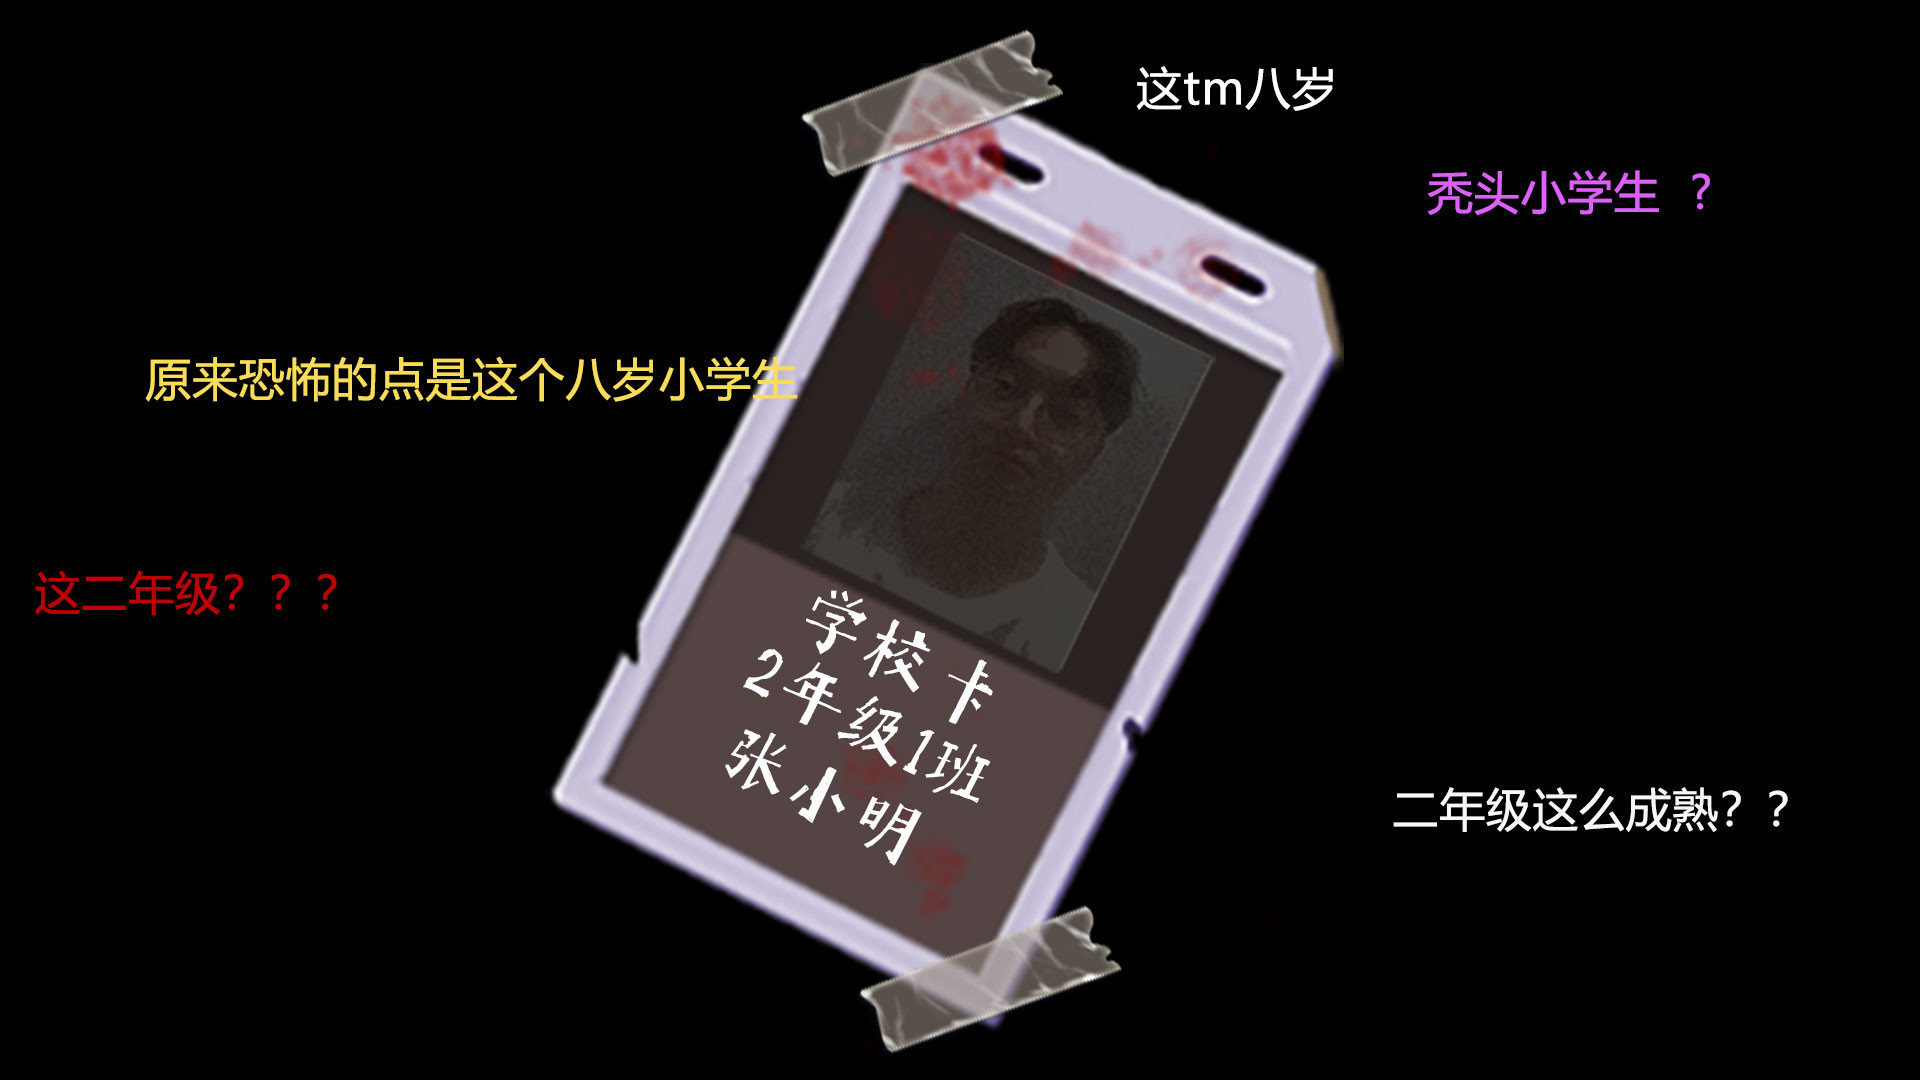 这tm八岁
秃头小学生 ?
原来恐怖的点是这个八岁小学生
这二年级？？？
学校卡
2年级1班
张小明
二年级这么成熟？？